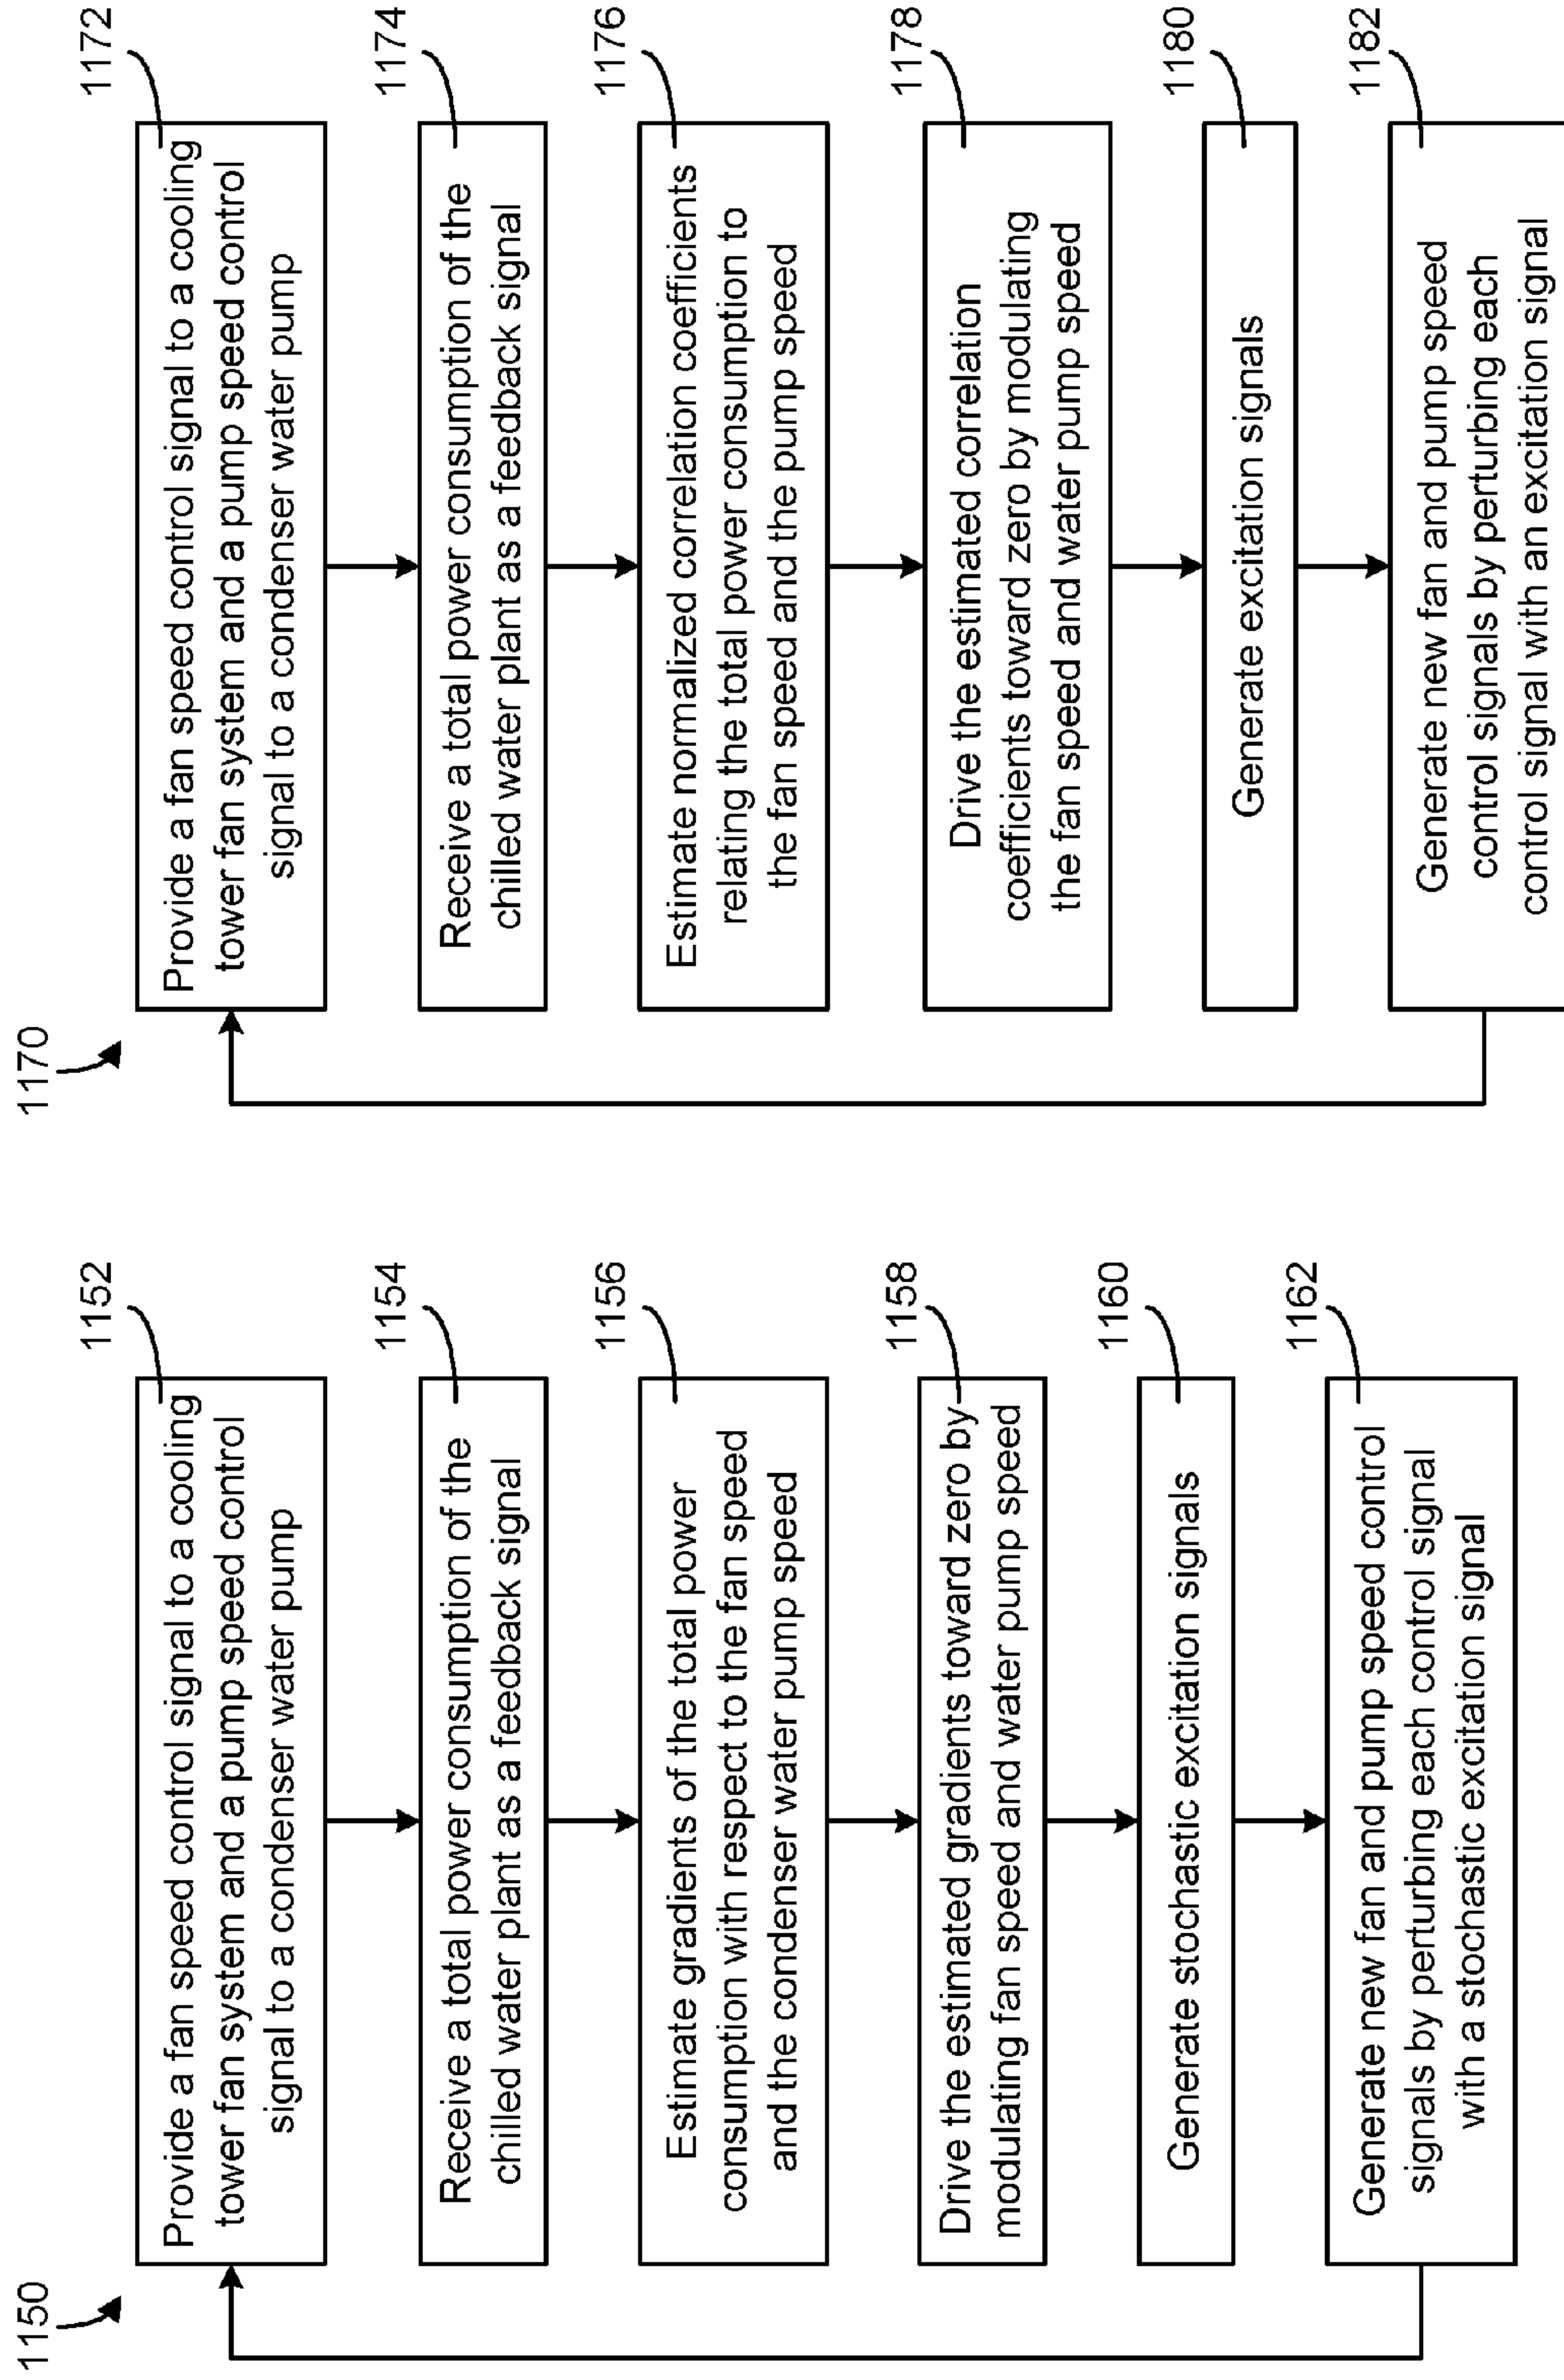 1150
1152
Provide a fan speed control signal to a cooling
tower fan system and a pump speed control
signal to a condenser water pump
1154
Receive a total power consumption of the
chilled water plant as a feedback signal
1156
Estimate gradients of the total power
consumption with respect to the fan speed
and the condenser water pump speed
1158
Drive the estimated gradients toward zero by
modulating fan speed and water pump speed
1160
Generate stochastic excitation signals
1162
Generate new fan and pump speed control
signals by perturbing each control signal
with a stochastic excitation signal
1170
1172
Provide a fan speed control signal to a cooling
tower fan system and a pump speed control
signal to a condenser water pump
1174
Receive a total power consumption of the
chilled water plant as a feedback signal
1176
Estimate normalized correlation coefficients
relating the total power consumption to
the fan speed and the pump speed
1178
Drive the estimated correlation
coefficients toward zero by modulating
the fan speed and water pump speed
1180
Generate excitation signals
1182
Generate new fan and pump speed
control signals by perturbing each
control signal with an excitation signal